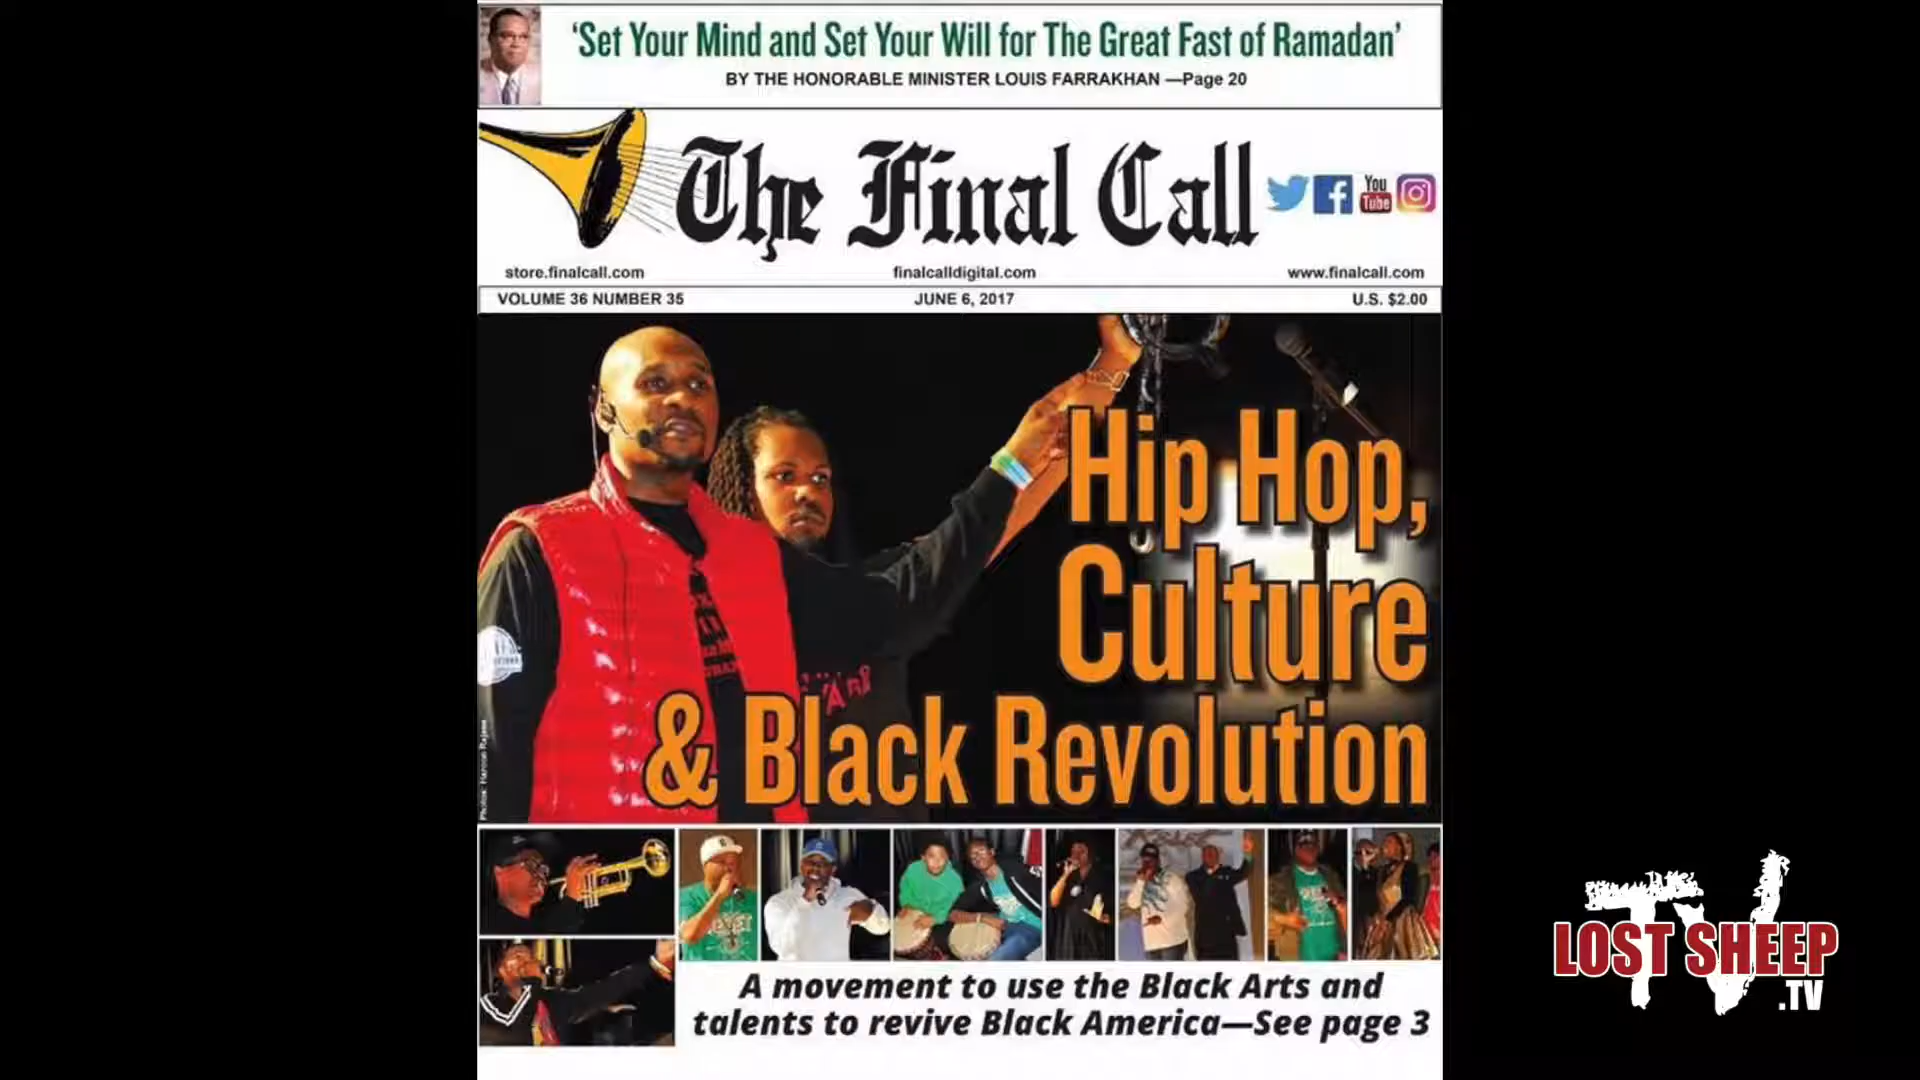 ‘Set Your Mind and Set Your Will for The Great Fast of Ramadan’
BY THE HONORABLE MINISTER LOUIS FARRAKHAN —Page 20
The Final Call
You
Tube
store.finalcall.com
finalcalldigital.com
www.finalcall.com
VOLUME 36 NUMBER 35
JUNE 6, 2017
U.S. $2.00
Hip Hop,
Culture
& Black Revolution
A movement to use the Black Arts and
talents to revive Black America—See page 3
TV
LOST SHEEP
.TV